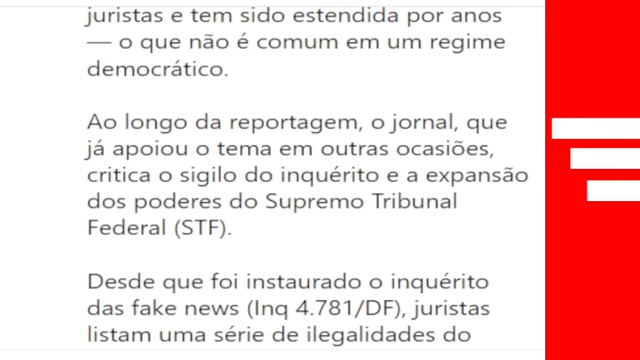 juristas e tem sido estendida por anos
— o que não é comum em um regime
democrático.
Ao longo da reportagem, o jornal, que
já apoiou o tema em outras ocasiões,
critica o sigilo do inquérito e a expansão
dos poderes do Supremo Tribunal
Federal (STF).
Desde que foi instaurado o inquérito
das fake news (Inq 4.781/DF), juristas
listam uma série de ilegalidades do